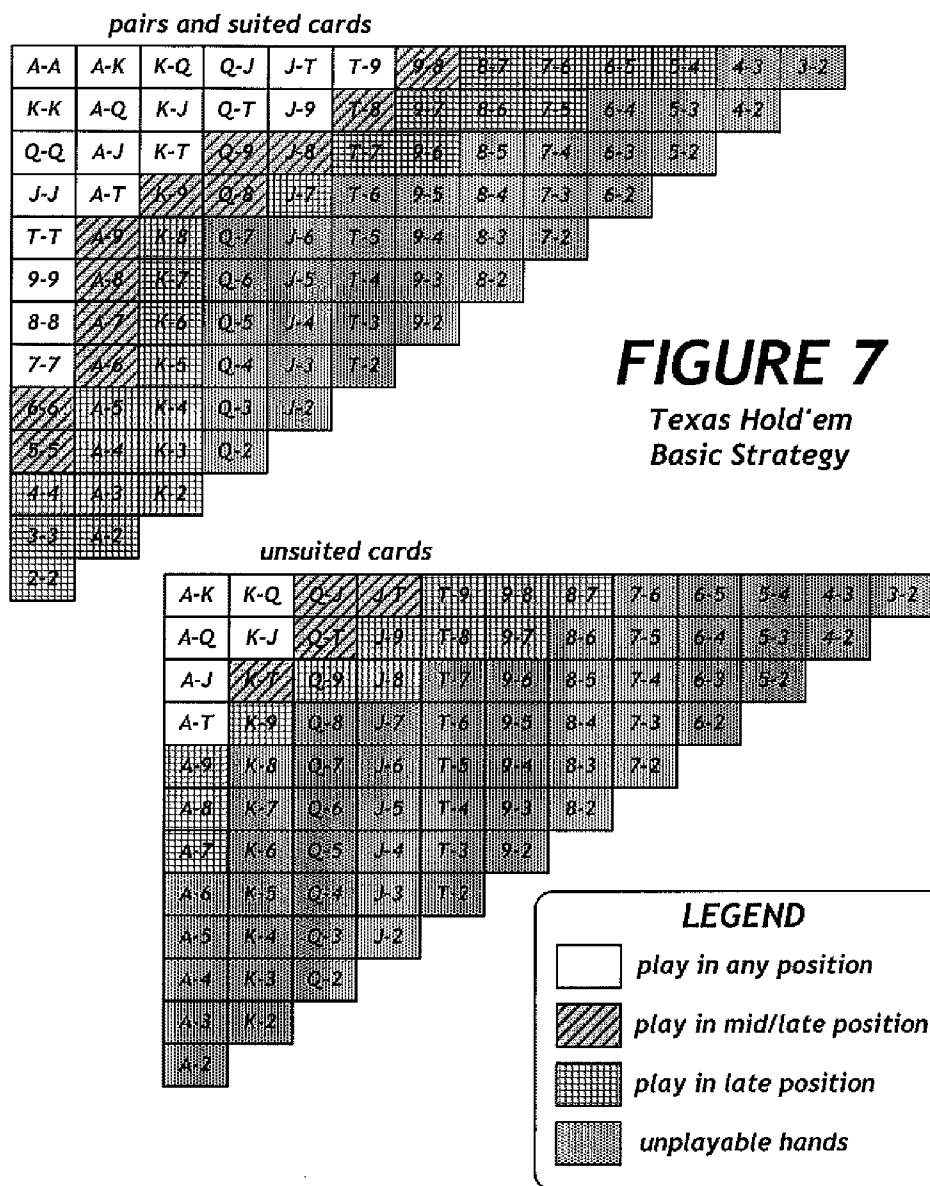 pairs and suited cards
A-A A-K K-Q Q-J J-T T-9 9-8 8-7 7-6 6-5 5-4 4-3 3-2
K-K A-Q K-J Q-T J-9 T-8 9-7 8-6 7-5 6-4 5-3 4-2
Q-Q A-J K-T Q-9 J-8 T-7 9-6 8-5 7-4 6-3 5-2
J-J A-T K-9 Q-8 J-7 T-6 9-5 8-4 7-3 6-2
T-T A-9 K-8 Q-7 J-6 T-5 9-4 8-3 7-2
9-9 A-8 K-7 Q-6 J-5 T-4 9-3 8-2
8-8 A-7 K-6 Q-5 J-4 T-3 9-2
7-7 A-6 K-5 Q-4 J-3 T-2
6-6 A-5 K-4 Q-3 J-2
5-5 A-4 K-3 Q-2
4-4 A-3 K-2
3-3 A-2
2-2
FIGURE 7
Texas Hold'em
Basic Strategy
unsuited cards
A-K K-Q Q-J J-T T-9 9-8 8-7 7-6 6-5 5-4 4-3 3-2
A-Q K-J Q-T J-9 T-8 9-7 8-6 7-5 6-4 5-3 4-2
A-J K-T Q-9 J-8 T-7 9-6 8-5 7-4 6-3 5-2
A-T K-9 Q-8 J-7 T-6 9-5 8-4 7-3 6-2
A-9 K-8 Q-7 J-6 T-5 9-4 8-3 7-2
A-8 K-7 Q-6 J-5 T-4 9-3 8-2
A-7 K-6 Q-5 J-4 T-3 9-2
A-6 K-5 Q-4 J-3 T-2
A-5 K-4 Q-3 J-2
A-4 K-3 Q-2
A-3 K-2
A-2
LEGEND
play in any position
play in mid/late position
play in late position
unplayable hands